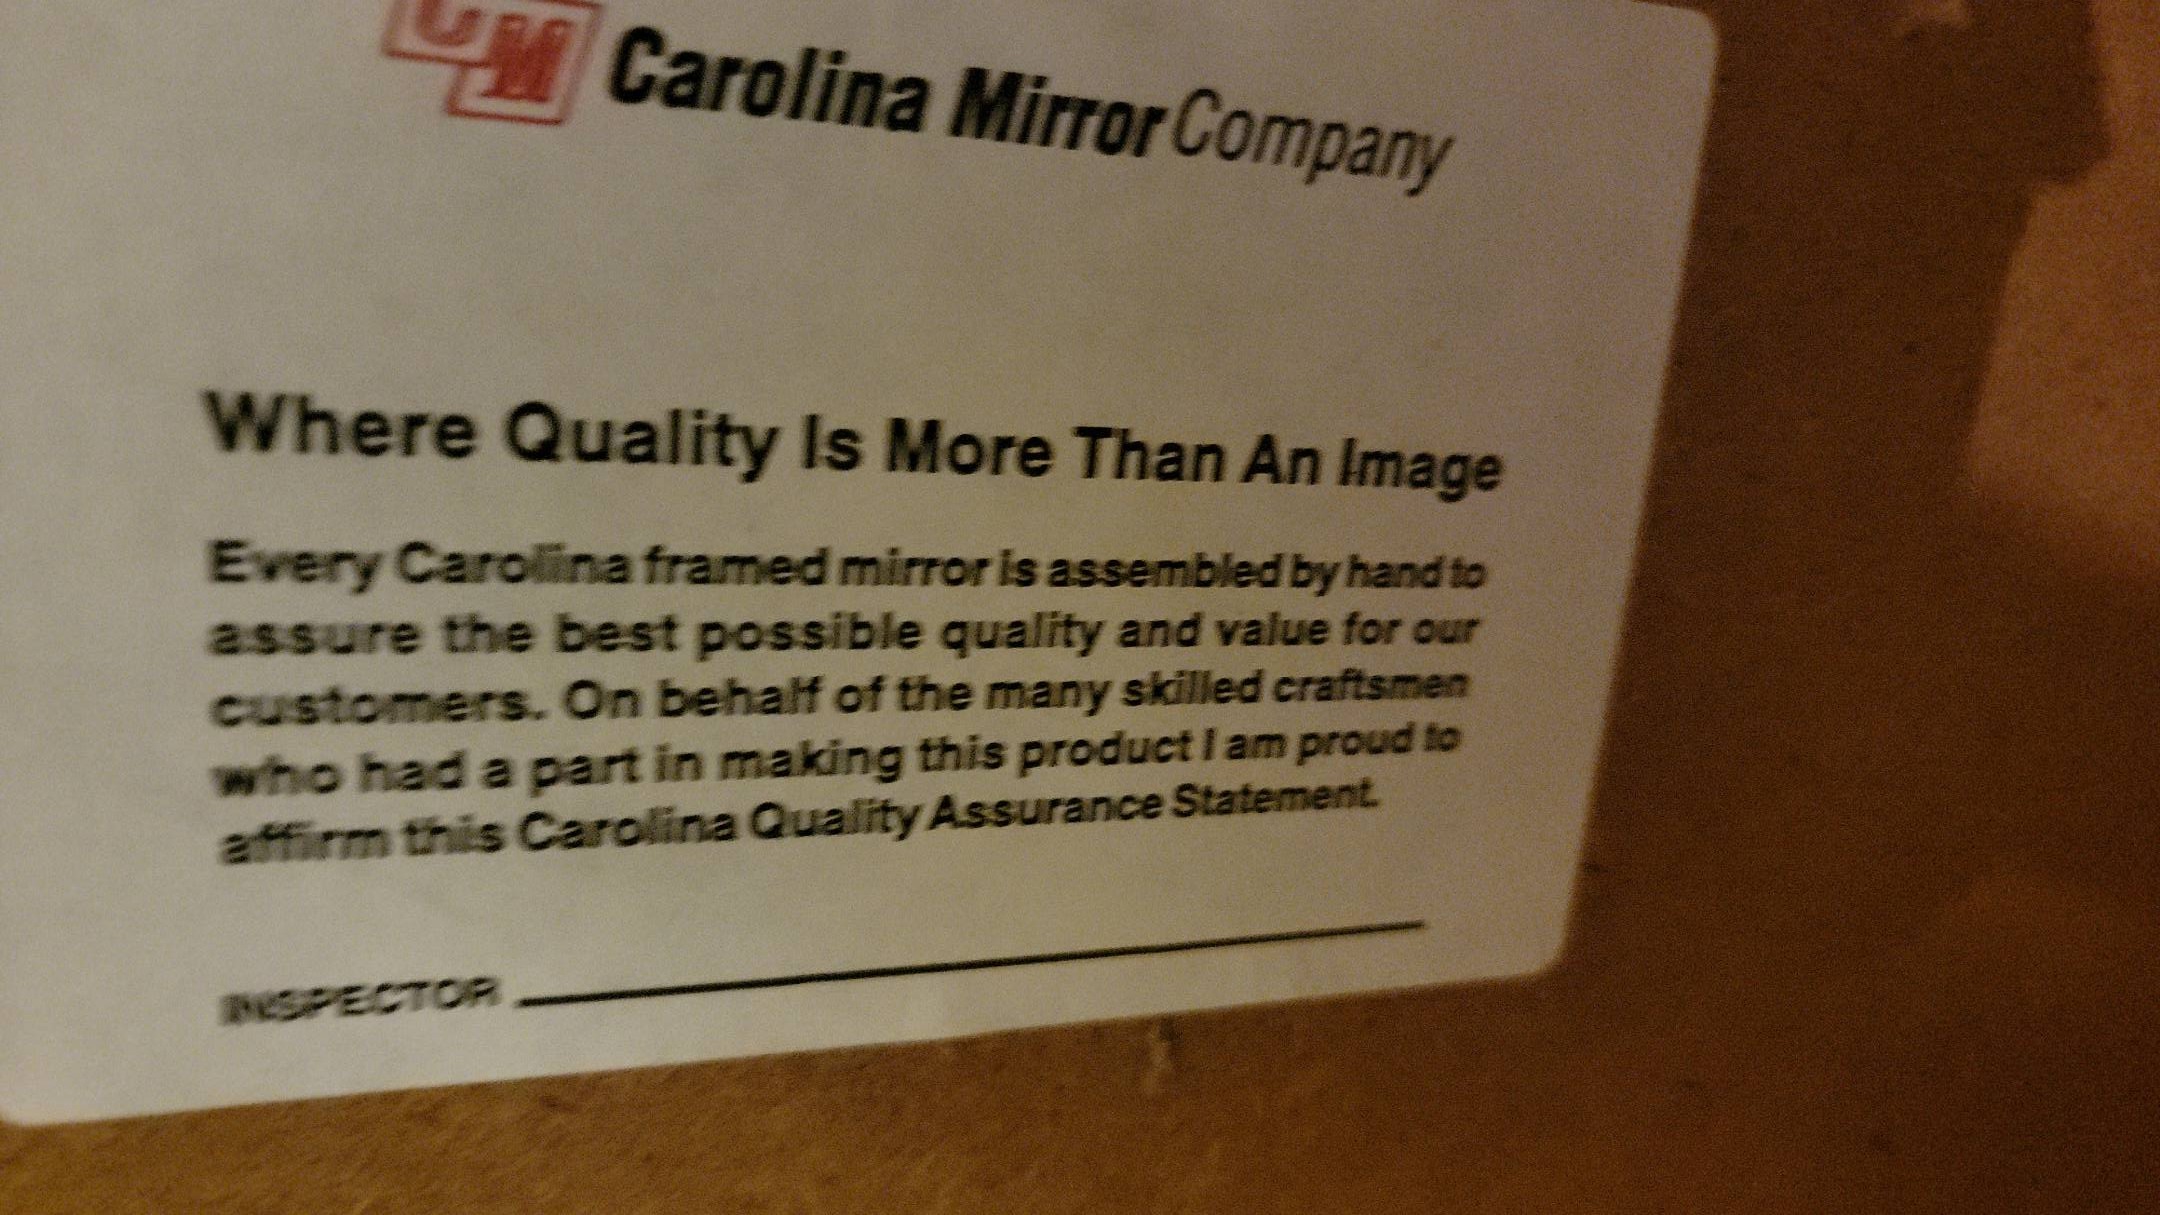 CM Carolina Mirror Company
Where Quality Is More Than An Image
Every Carolina framed mirror is assembled by hand to
assure the best possible quality and value for our
customers. On behalf of the many skilled craftsmen
who had a part in making this product I am proud to
affirm this Carolina Quality Assurance Statement.
INSPECTOR